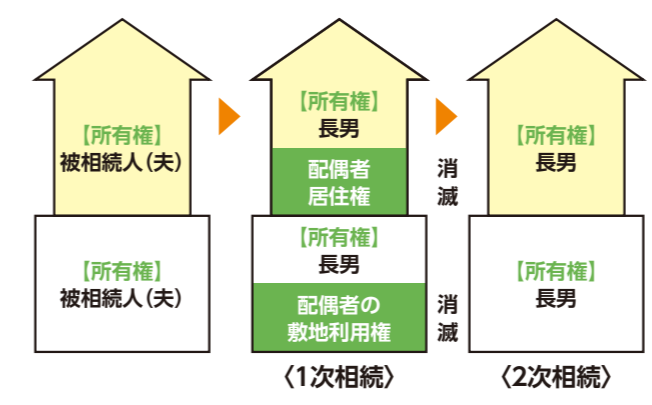 【所有権】
被相続人（夫）
【所有権】
被相続人（夫）
【所有権】
長男
配偶者
居住権
【所有権】
長男
配偶者の
敷地利用権
〈1次相続〉
消
滅
消
滅
【所有権】
長男
【所有権】
長男
〈2次相続〉